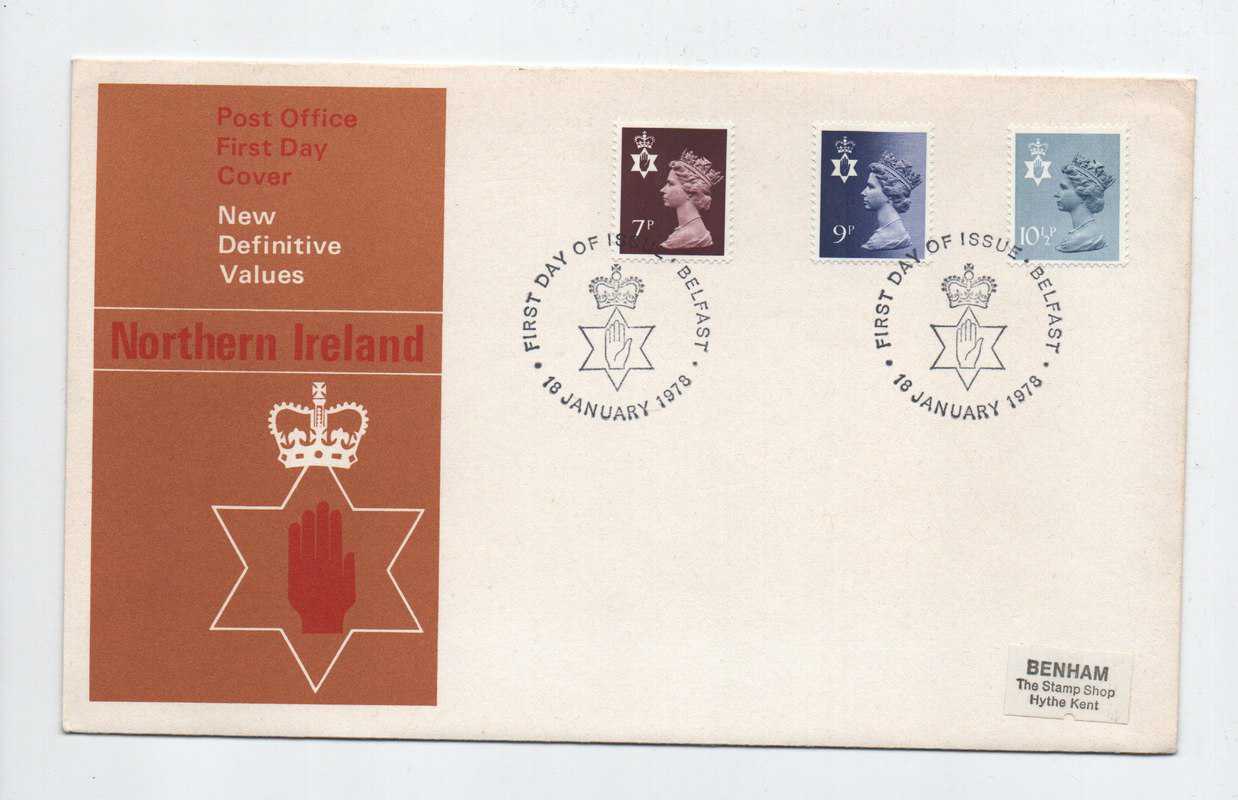 Post Office
First Day
Cover
New
Definitive
Values
Northern Ireland
7P
9P
10½P
FIRST DAY OF ISSUE · BELFAST ·
18 JANUARY 1978
FIRST DAY OF ISSUE · BELFAST ·
18 JANUARY 1978
BENHAM
The Stamp Shop
Hythe Kent